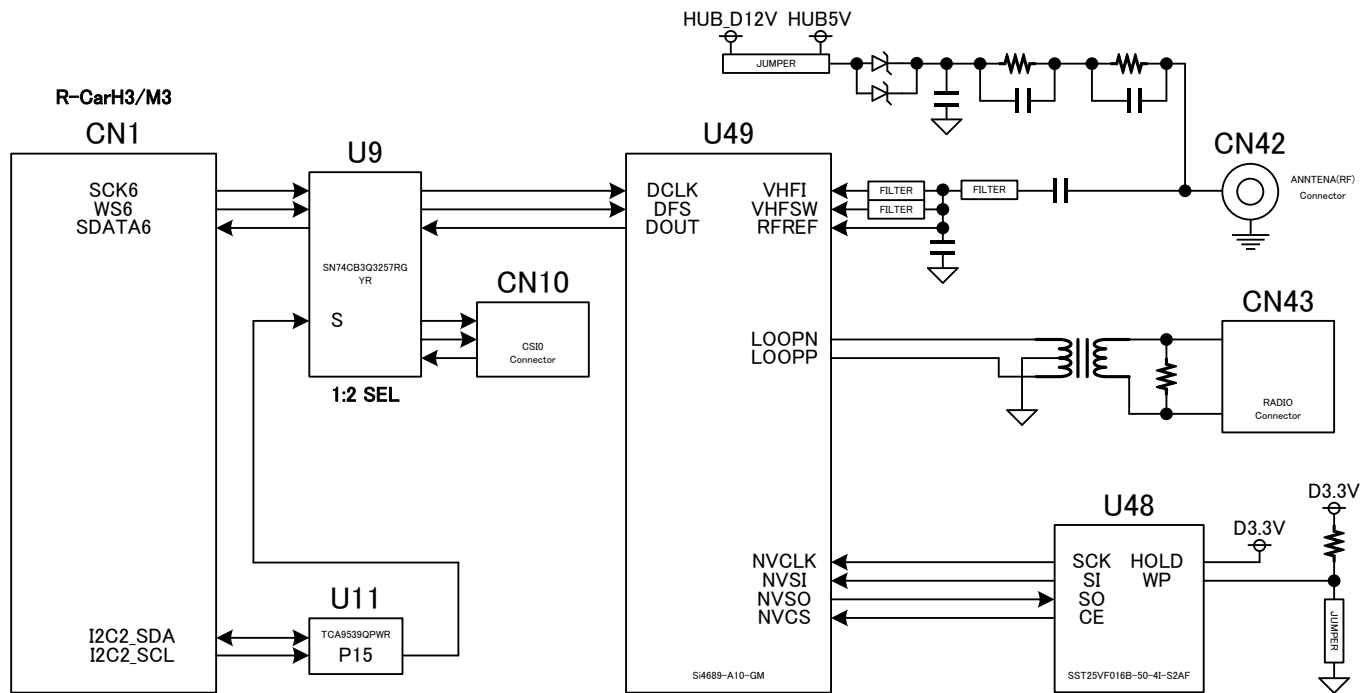 HUB_D12V HUB5V
JUMPER
R-CarH3/M3
CN1
SCK6
WS6
SDATA6
I2C2_SDA
I2C2_SCL
U9
SN74CB3Q3257RG
YR
S
1:2 SEL
CN10
CSI0
Connector
U11
TCA9539QPWR
P15
U49
DCLK
DFS
DOUT
VHFI
VHFSW
RFREF
LOOPN
LOOPP
NVCLK
NVSI
NVSO
NVCS
Si4689-A10-GM
FILTER
FILTER
FILTER
CN42
ANNTENA(RF)
Connector
CN43
RADIO
Connector
U48
SCK
SI
SO
CE
HOLD
WP
SST25VF016B-50-4I-S2AF
D3.3V
D3.3V
JUMPER